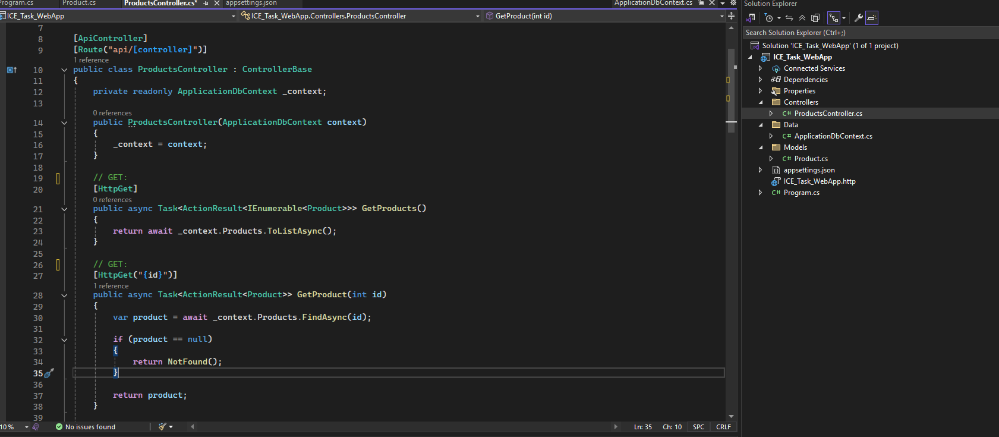 Program.cs Product.cs ProductsController.cs* appsettings.json ApplicationDbContext.cs
ICE_Task_WebApp ICE_Task_WebApp.Controllers.ProductsController GetProduct(int id)
7
8 [ApiController]
9 [Route("api/[controller]")]
1 reference
10 public class ProductsController : ControllerBase
11 {
12 private readonly ApplicationDbContext _context;
13
0 references
14 public ProductsController(ApplicationDbContext context)
15 {
16 _context = context;
17 }
18
19 // GET:
20 [HttpGet]
0 references
21 public async Task<ActionResult<IEnumerable<Product>>> GetProducts()
22 {
23 return await _context.Products.ToListAsync();
24 }
25
26 // GET:
27 [HttpGet("{id}")]
1 reference
28 public async Task<ActionResult<Product>> GetProduct(int id)
29 {
30 var product = await _context.Products.FindAsync(id);
31
32 if (product == null)
33 {
34 return NotFound();
35 }
36
37 return product;
38 }
39
10 % No issues found Ln: 35 Ch: 10 SPC CRLF
Solution Explorer
Search Solution Explorer (Ctrl+;)
Solution 'ICE_Task_WebApp' (1 of 1 project)
ICE_Task_WebApp
Connected Services
Dependencies
Properties
Controllers
C# ProductsController.cs
Data
C# ApplicationDbContext.cs
Models
C# Product.cs
appsettings.json
ICE_Task_WebApp.http
C# Program.cs